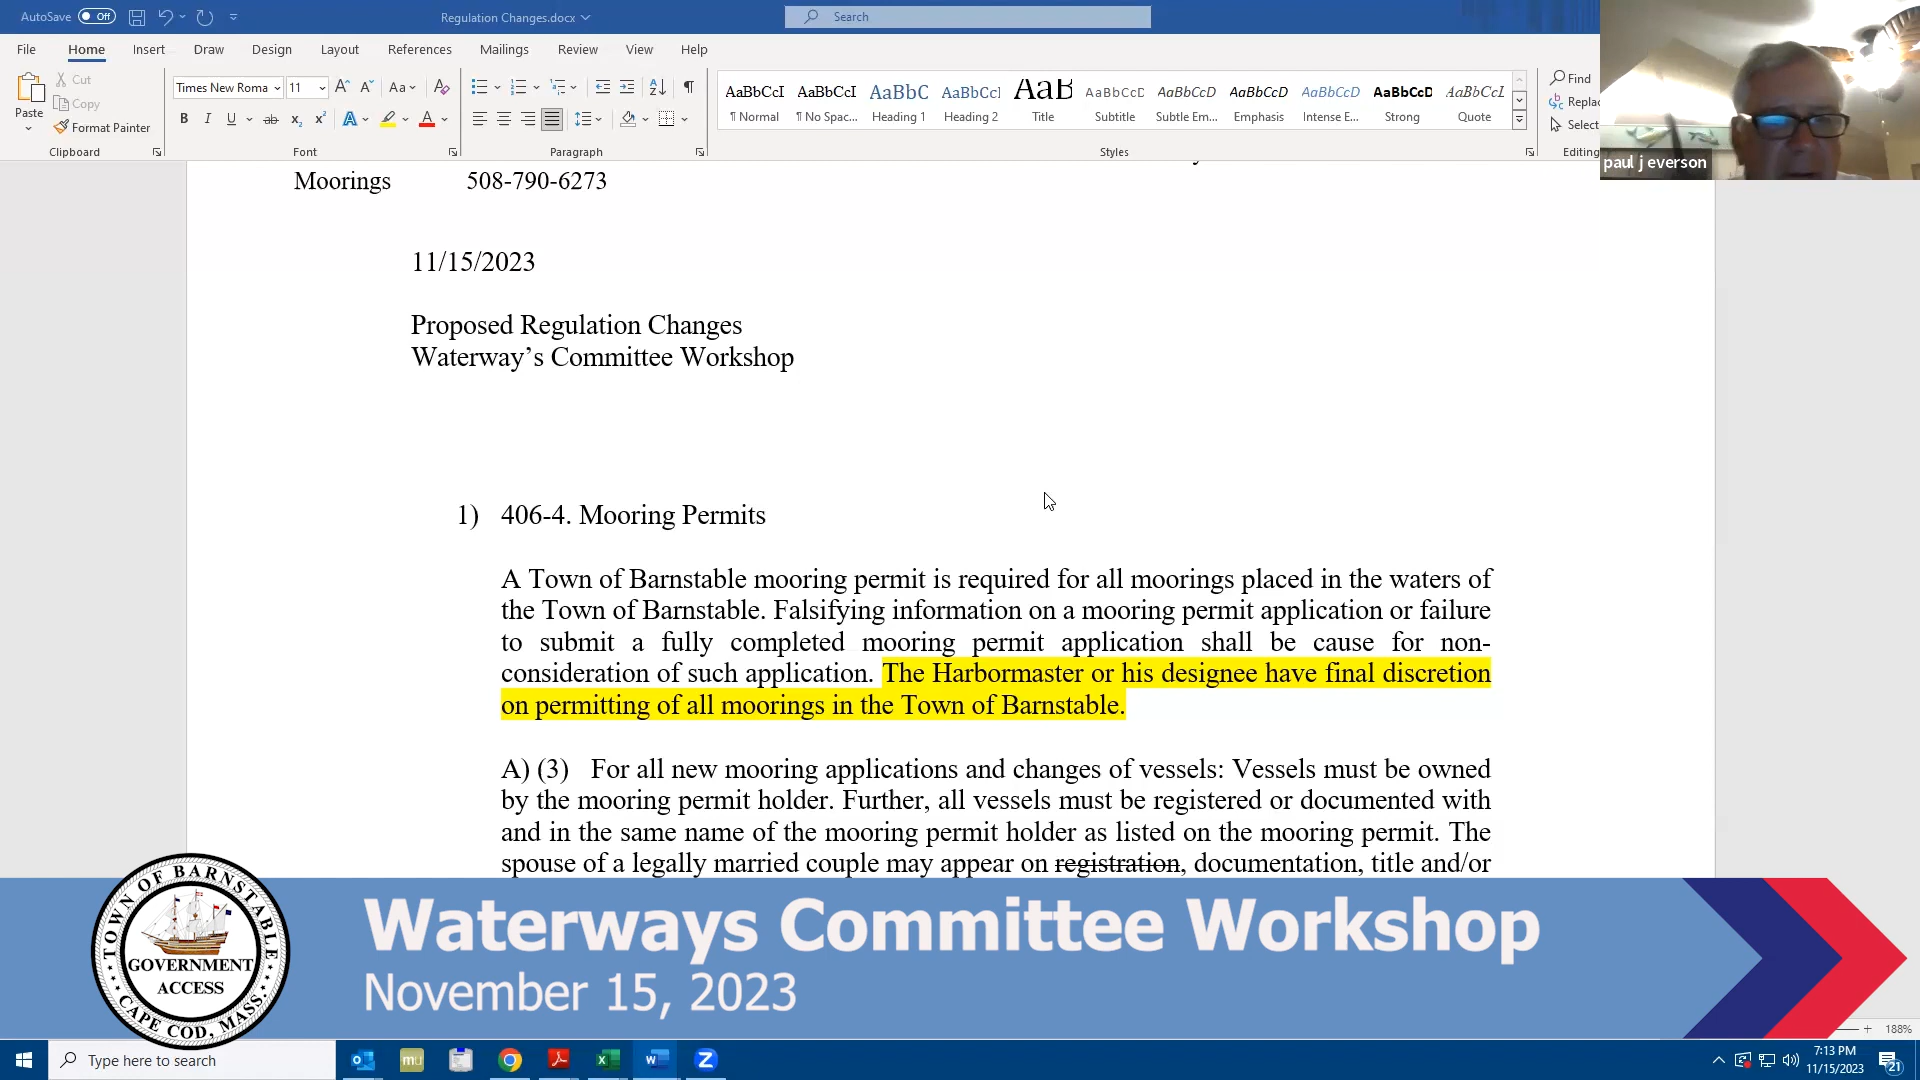 AutoSave Off Regulation Changes.docx Search
File Home Insert Draw Design Layout References Mailings Review View Help
Paste Cut Copy Format Painter
Times New Roma 11
AaBbCcI AaBbCcI AaBbC AaBbCcI AaB AaBbCcD AaBbCcD AaBbCcD AaBbCcD AaBbCcD AaBbCcL
¶ Normal ¶ No Spac... Heading 1 Heading 2 Title Subtitle Subtle Em... Emphasis Intense E... Strong Quote
Find
Replac
Select
Clipboard Font Paragraph Styles Editing
paul j everson
Moorings 508-790-6273
11/15/2023
Proposed Regulation Changes
Waterway’s Committee Workshop
1) 406-4. Mooring Permits
A Town of Barnstable mooring permit is required for all moorings placed in the waters of
the Town of Barnstable. Falsifying information on a mooring permit application or failure
to submit a fully completed mooring permit application shall be cause for non-
consideration of such application. The Harbormaster or his designee have final discretion
on permitting of all moorings in the Town of Barnstable.
A) (3) For all new mooring applications and changes of vessels: Vessels must be owned
by the mooring permit holder. Further, all vessels must be registered or documented with
and in the same name of the mooring permit holder as listed on the mooring permit. The
spouse of a legally married couple may appear on registration, documentation, title and/or
TOWN OF BARNSTABLE
GOVERNMENT
ACCESS
CAPE COD, MASS.
Waterways Committee Workshop
November 15, 2023
188%
Type here to search
mu
7:13 PM
11/15/2023
21